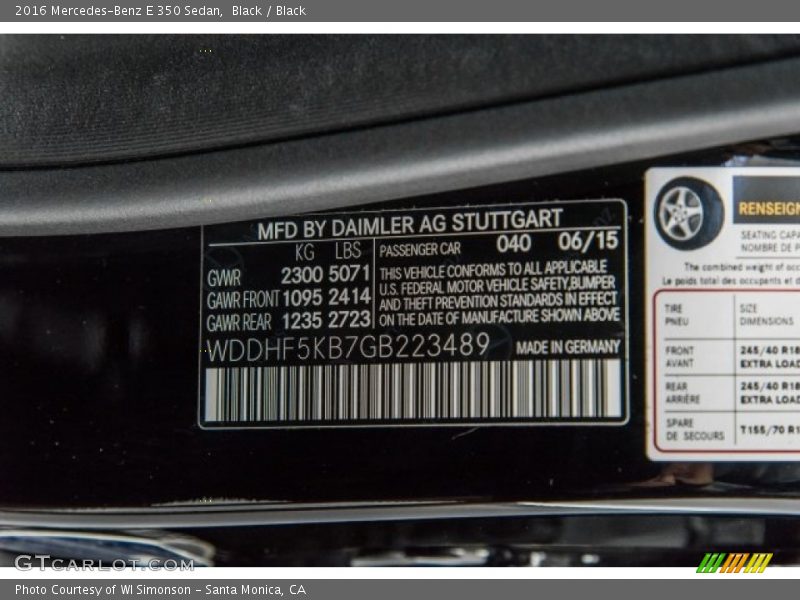 2016 Mercedes-Benz E 350 Sedan, Black / Black
MFD BY DAIMLER AG STUTTGART
KG LBS PASSENGER CAR 040 06/15
GVWR 2300 5071
GAWR FRONT 1095 2414
GAWR REAR 1235 2723
THIS VEHICLE CONFORMS TO ALL APPLICABLE
U.S. FEDERAL MOTOR VEHICLE SAFETY,BUMPER
AND THEFT PREVENTION STANDARDS IN EFFECT
ON THE DATE OF MANUFACTURE SHOWN ABOVE
WDDHF5KB7GB223489 MADE IN GERMANY
RENSEIGN
SEATING CAPA
NOMBRE DE P
The combined weight of occ
Le poids total des occupants et d
TIRE SIZE
PNEU DIMENSIONS
FRONT 245/40 R18
AVANT EXTRA LOAD
REAR 245/40 R18
ARRIÈRE EXTRA LOAD
SPARE T155/70 R1
DE SECOURS
GTCARLOT.COM
Photo Courtesy of WI Simonson - Santa Monica, CA